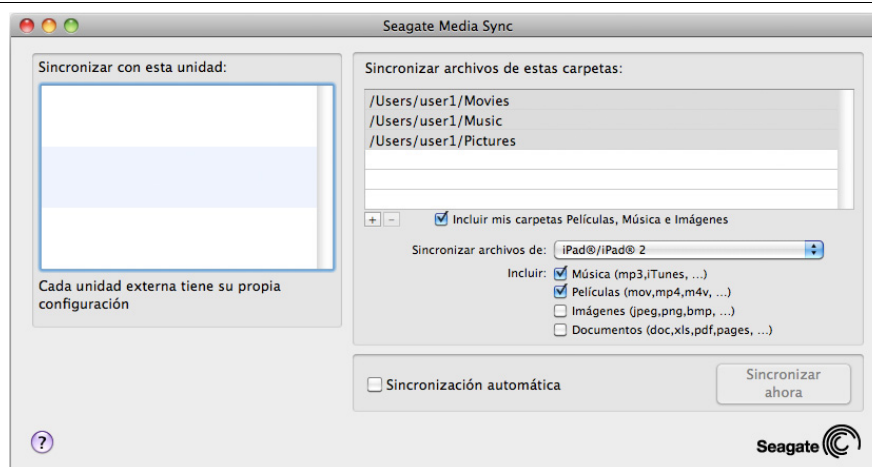 Seagate Media Sync
Sincronizar con esta unidad:
Cada unidad externa tiene su propia
configuración
Sincronizar archivos de estas carpetas:
/Users/user1/Movies
/Users/user1/Music
/Users/user1/Pictures
+ -
Incluir mis carpetas Películas, Música e Imágenes
Sincronizar archivos de: iPad®/iPad® 2
Incluir: Música (mp3,iTunes, ...)
Películas (mov,mp4,m4v, ...)
Imágenes (jpeg,png,bmp, ...)
Documentos (doc,xls,pdf,pages, ...)
Sincronización automática
Sincronizar
ahora
?
Seagate